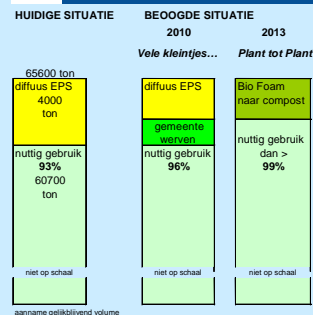 HUIDIGE SITUATIE
BEOOGDE SITUATIE
2010
2013
Vele kleintjes...
Plant tot Plant
65600 ton
diffuus EPS
4000
ton
nuttig gebruik
93%
60700
ton
niet op schaal
diffuus EPS
gemeente
werven
nuttig gebruik
96%
niet op schaal
Bio Foam
naar compost
nuttig gebruik
dan >
99%
niet op schaal
aanname gelijkblijvend volume